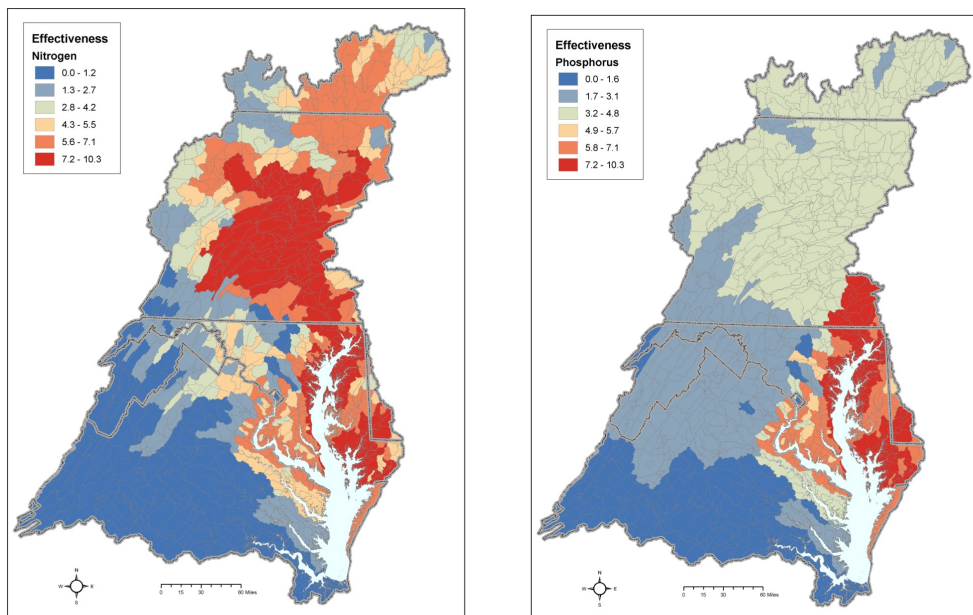 Effectiveness
Nitrogen
0.0 - 1.2
1.3 - 2.7
2.8 - 4.2
4.3 - 5.5
5.6 - 7.1
7.2 - 10.3
N
W E
S
0 15 30 60 Miles
Effectiveness
Phosphorus
0.0 - 1.6
1.7 - 3.1
3.2 - 4.8
4.9 - 5.7
5.8 - 7.1
7.2 - 10.3
N
W E
S
0 15 30 60 Miles